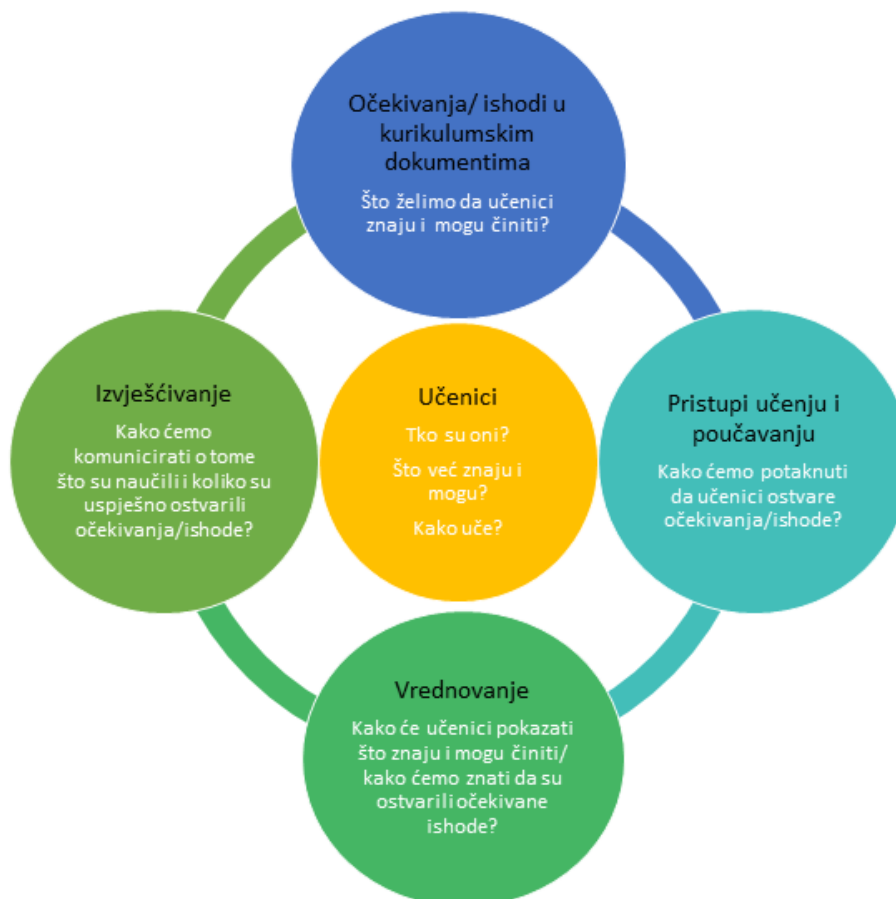 Očekivanja/ ishodi u
kurikulumskim
dokumentima
Što želimo da učenici
znaju i mogu činiti?
Izvješćivanje
Kako ćemo
komunicirati o tome
što su naučili i koliko su
uspješno ostvarili
očekivanja/ishode?
Učenici
Tko su oni?
Što već znaju i
mogu?
Kako uče?
Pristupi učenju i
poučavanju
Kako ćemo potaknuti
da učenici ostvare
očekivanja/ishode?
Vrednovanje
Kako će učenici pokazati
što znaju i mogu činiti/
kako ćemo znati da su
ostvarili očekivane
ishode?